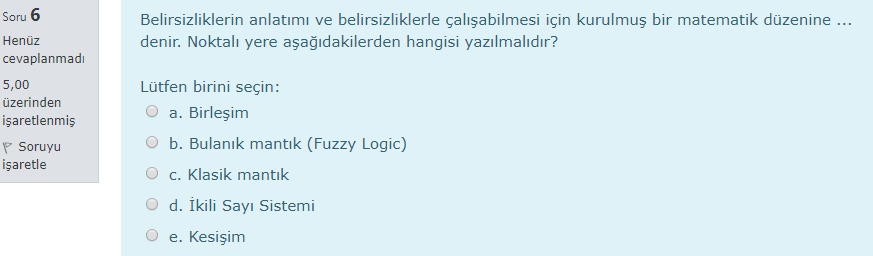 Soru 6
Henüz
cevaplanmadı
5,00
üzerinden
işaretlenmiş
Soruyu
işaretle
Belirsizliklerin anlatımı ve belirsizliklerle çalışabilmesi için kurulmuş bir matematik düzenine ...
denir. Noktalı yere aşağıdakilerden hangisi yazılmalıdır?
Lütfen birini seçin:
a. Birleşim
b. Bulanık mantık (Fuzzy Logic)
c. Klasik mantık
d. İkili Sayı Sistemi
e. Kesişim